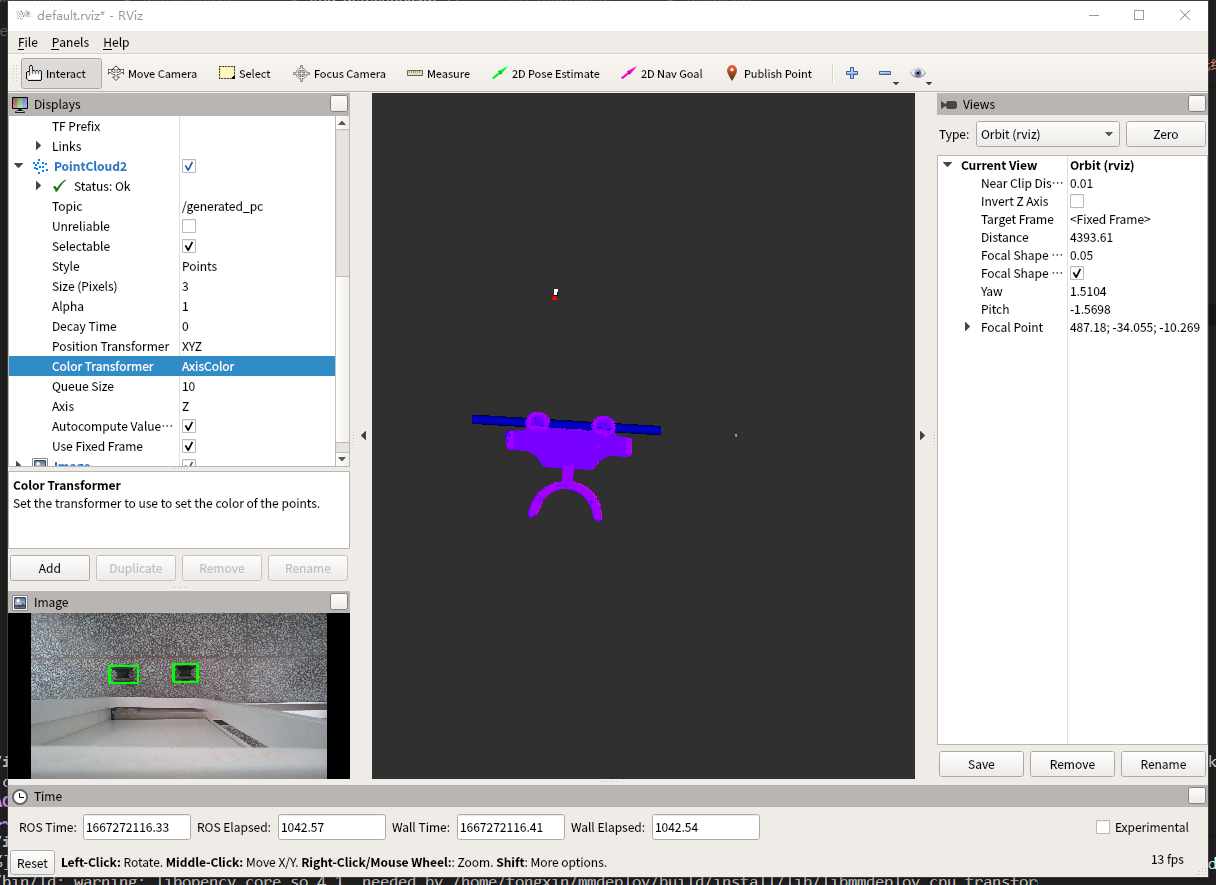 default.rviz* - RViz
File Panels Help
Interact Move Camera Select Focus Camera Measure 2D Pose Estimate 2D Nav Goal Publish Point
Displays
TF Prefix
Links
PointCloud2
Status: Ok
Topic /generated_pc
Unreliable
Selectable
Style Points
Size (Pixels) 3
Alpha 1
Decay Time 0
Position Transformer XYZ
Color Transformer AxisColor
Queue Size 10
Axis Z
Autocompute Value···
Use Fixed Frame
Image
Color Transformer
Set the transformer to use to set the color of the points.
Add Duplicate Remove Rename
Image
Views
Type: Orbit (rviz) Zero
Current View Orbit (rviz)
Near Clip Dis··· 0.01
Invert Z Axis
Target Frame <Fixed Frame>
Distance 4393.61
Focal Shape ··· 0.05
Focal Shape ···
Yaw 1.5104
Pitch -1.5698
Focal Point 487.18; -34.055; -10.269
Save Remove Rename
Time
ROS Time: 1667272116.33 ROS Elapsed: 1042.57 Wall Time: 1667272116.41 Wall Elapsed: 1042.54 Experimental
Reset Left-Click: Rotate. Middle-Click: Move X/Y. Right-Click/Mouse Wheel:: Zoom. Shift: More options. 13 fps
/bin/ld: warning: libopencv_core.so.4.1, needed by /home/tongxin/mmdeploy/build/install/lib/libmmdeploy_cpu_transfor